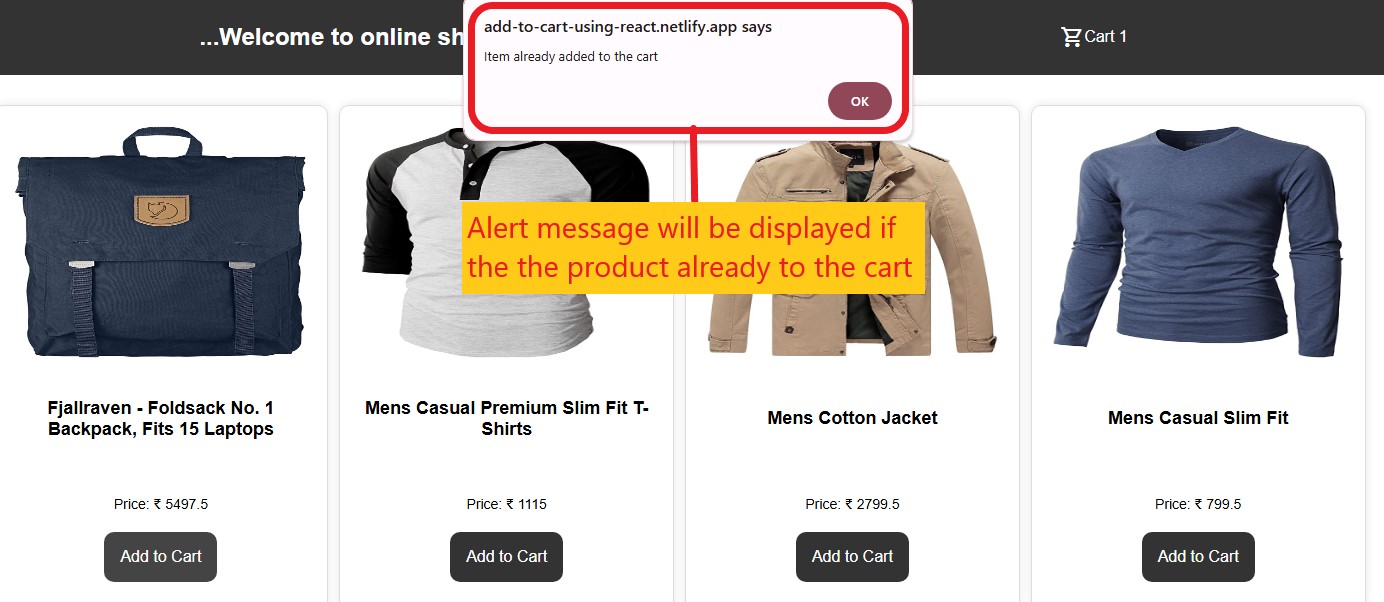 ...Welcome to online sh
add-to-cart-using-react.netlify.app says
Item already added to the cart
OK
Cart 1
Alert message will be displayed if
the the product already to the cart
Fjallraven - Foldsack No. 1
Backpack, Fits 15 Laptops
Price: ₹ 5497.5
Add to Cart
Mens Casual Premium Slim Fit T-
Shirts
Price: ₹ 1115
Add to Cart
Mens Cotton Jacket
Price: ₹ 2799.5
Add to Cart
Mens Casual Slim Fit
Price: ₹ 799.5
Add to Cart